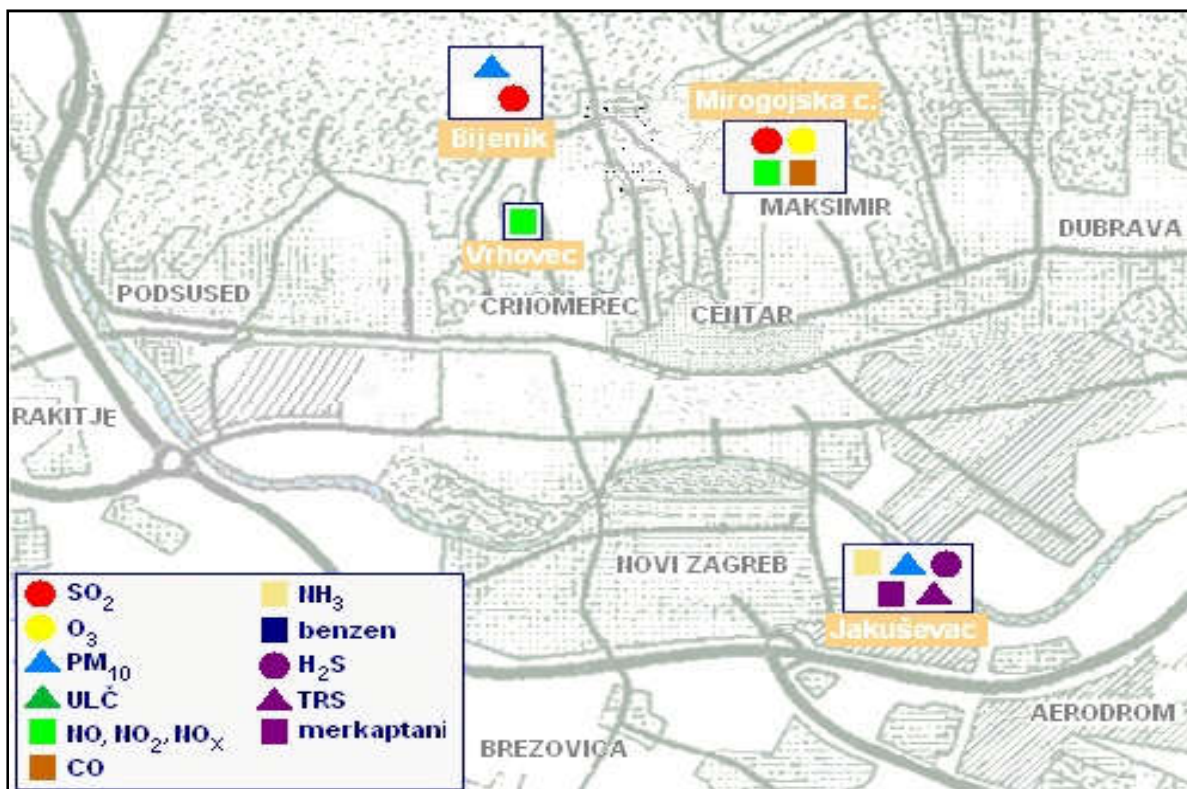 Bijenik
Mirogojska c.
MAKSIMIR
DUBRAVA
Vrhovec
PODSUSED
ČRNOMEREC
CENTAR
RAKITJE
NOVI ZAGREB
Jakuševac
AERODROM
BREZOVICA
SO₂
O₃
PM₁₀
ULČ
NO, NO₂, NOₓ
CO
NH₃
benzen
H₂S
TRS
merkaptani